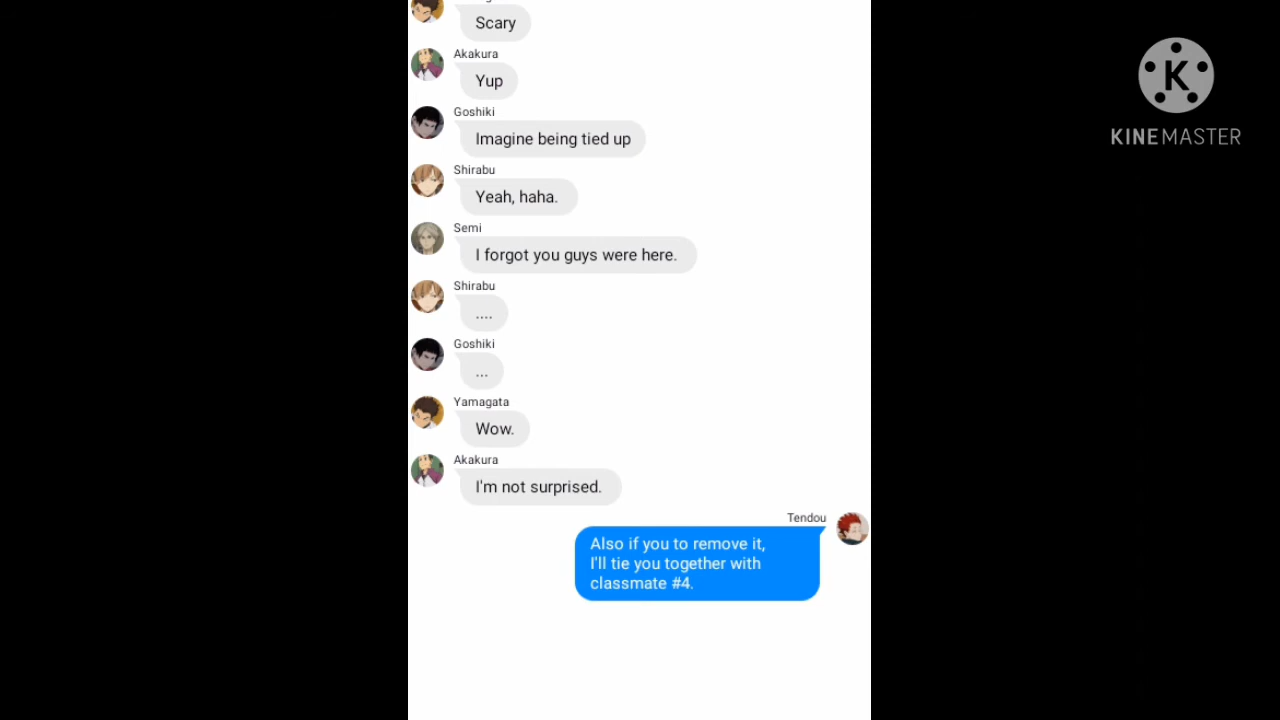 Scary
Akakura
Yup
Goshiki
Imagine being tied up
Shirabu
Yeah, haha.
Semi
I forgot you guys were here.
Shirabu
....
Goshiki
...
Yamagata
Wow.
Akakura
I'm not surprised.
Tendou
Also if you to remove it,
I'll tie you together with
classmate #4.
K
KINEMASTER